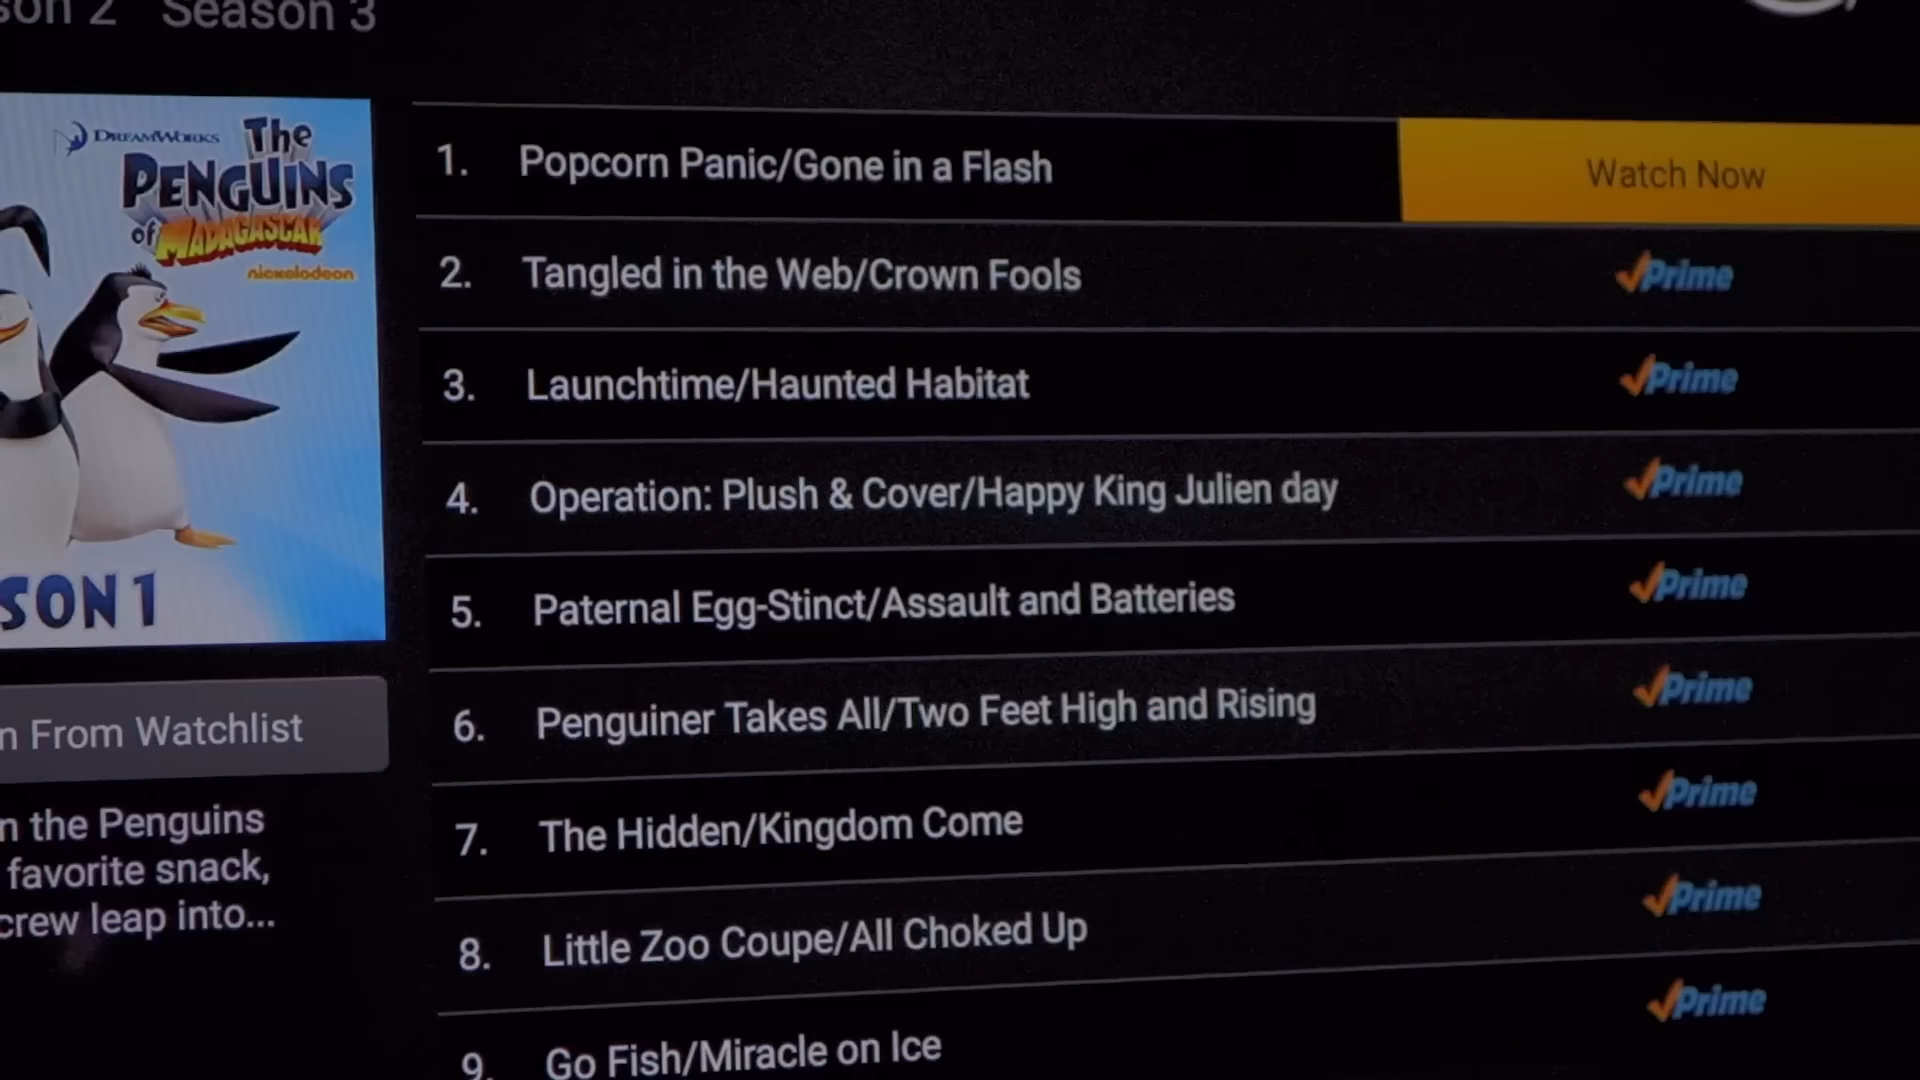 son 2 Season 3
DREAMWORKS The
PENGUINS
of MADAGASCAR
nickelodeon
SON 1
n From Watchlist
n the Penguins
favorite snack,
crew leap into...
1. Popcorn Panic/Gone in a Flash Watch Now
2. Tangled in the Web/Crown Fools Prime
3. Launchtime/Haunted Habitat Prime
4. Operation: Plush & Cover/Happy King Julien day Prime
5. Paternal Egg-Stinct/Assault and Batteries Prime
6. Penguiner Takes All/Two Feet High and Rising Prime
7. The Hidden/Kingdom Come Prime
8. Little Zoo Coupe/All Choked Up Prime
9. Go Fish/Miracle on Ice Prime